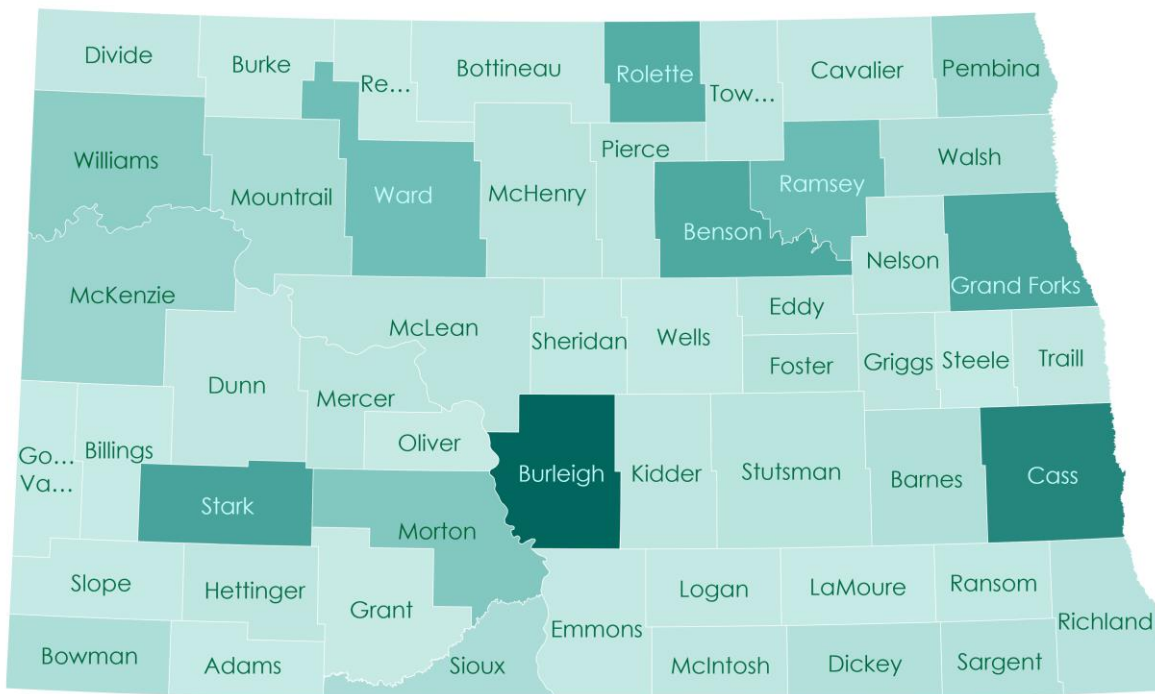 Divide
Burke
Re...
Bottineau
Rolette
Tow...
Cavalier
Pembina
Williams
Mountrail
Ward
McHenry
Pierce
Benson
Ramsey
Walsh
Nelson
Grand Forks
McKenzie
McLean
Sheridan
Wells
Eddy
Foster
Griggs
Steele
Traill
Dunn
Mercer
Oliver
Go...
Va...
Billings
Stark
Morton
Burleigh
Kidder
Stutsman
Barnes
Cass
Slope
Hettinger
Grant
Emmons
Logan
LaMoure
Ransom
Richland
Bowman
Adams
Sioux
McIntosh
Dickey
Sargent